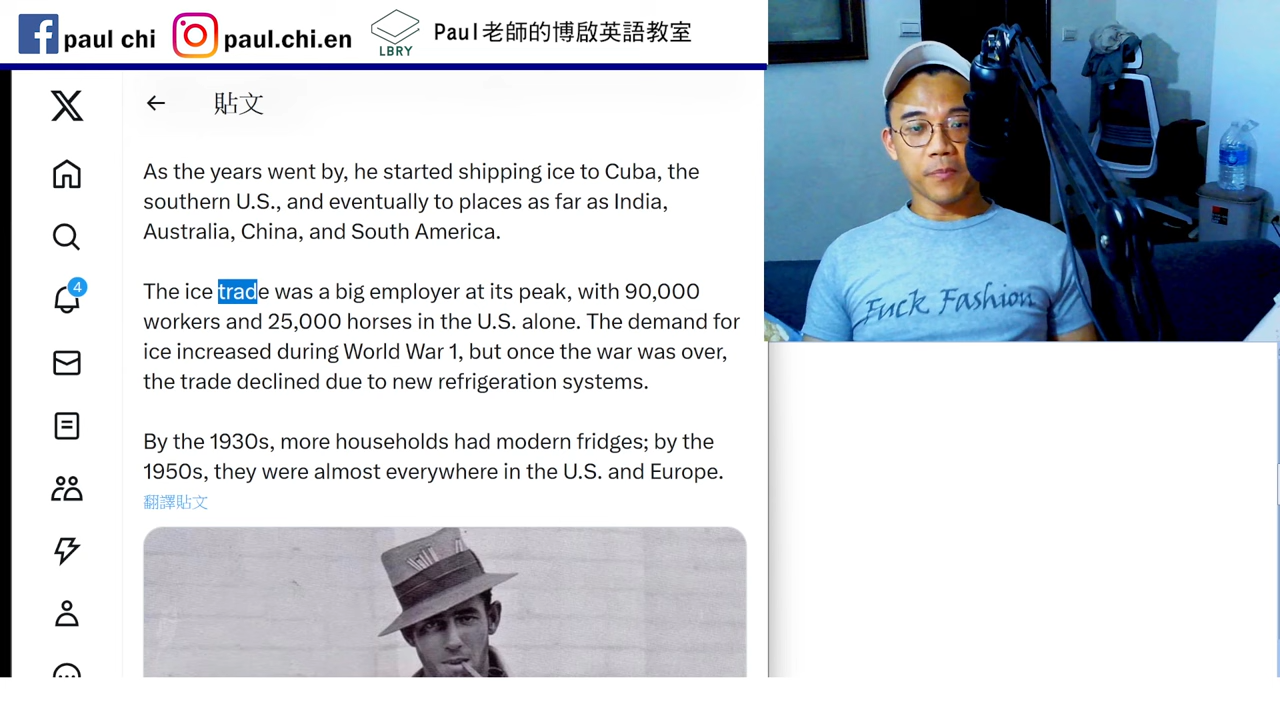 paul chi
paul.chi.en
LBRY
Paul老師的博啟英語教室
貼文
As the years went by, he started shipping ice to Cuba, the
southern U.S., and eventually to places as far as India,
Australia, China, and South America.
The ice trade was a big employer at its peak, with 90,000
workers and 25,000 horses in the U.S. alone. The demand for
ice increased during World War 1, but once the war was over,
the trade declined due to new refrigeration systems.
By the 1930s, more households had modern fridges; by the
1950s, they were almost everywhere in the U.S. and Europe.
翻譯貼文
4
Fuck Fashion